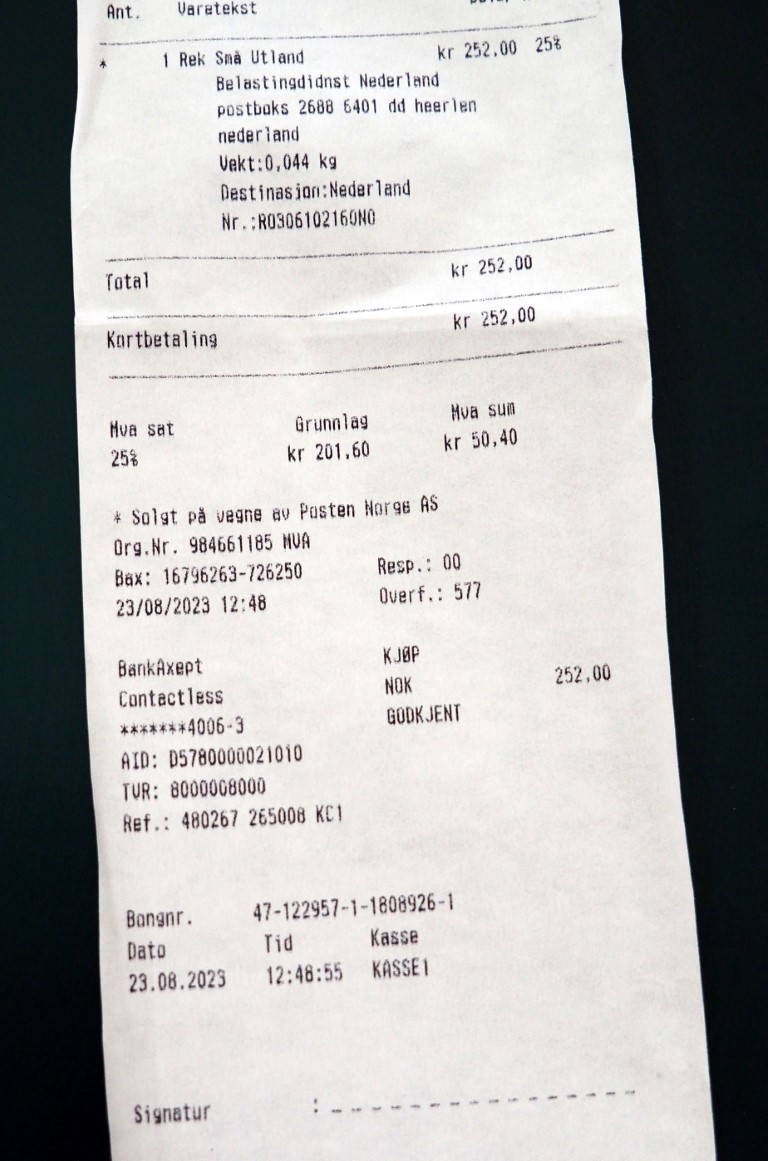 Ant. Varetekst
* 1 Rek Små Utland kr 252,00 25%
Belastingdidnst Nederland
postboks 2688 6401 dd heerlen
nederland
Vekt:0,044 kg
Destinasjon:Nederland
Nr.:RO306102160NO
Total kr 252,00
Kortbetaling kr 252,00
Mva sat Grunnlag Mva sum
25% kr 201,60 kr 50,40
* Solgt på vegne av Posten Norge AS
Org.Nr. 984661185 MVA
Bax: 16796263-726250 Resp.: 00
23/08/2023 12:48 Overf.: 577
BankAxept KJØP
Contactless NOK 252,00
*******4006-3 GODKJENT
AID: D5780000021010
TVR: 8000008000
Ref.: 480267 265008 KC1
Bongnr. 47-122957-1-1808926-1
Dato Tid Kasse
23.08.2023 12:48:55 KASSE1
Signatur :